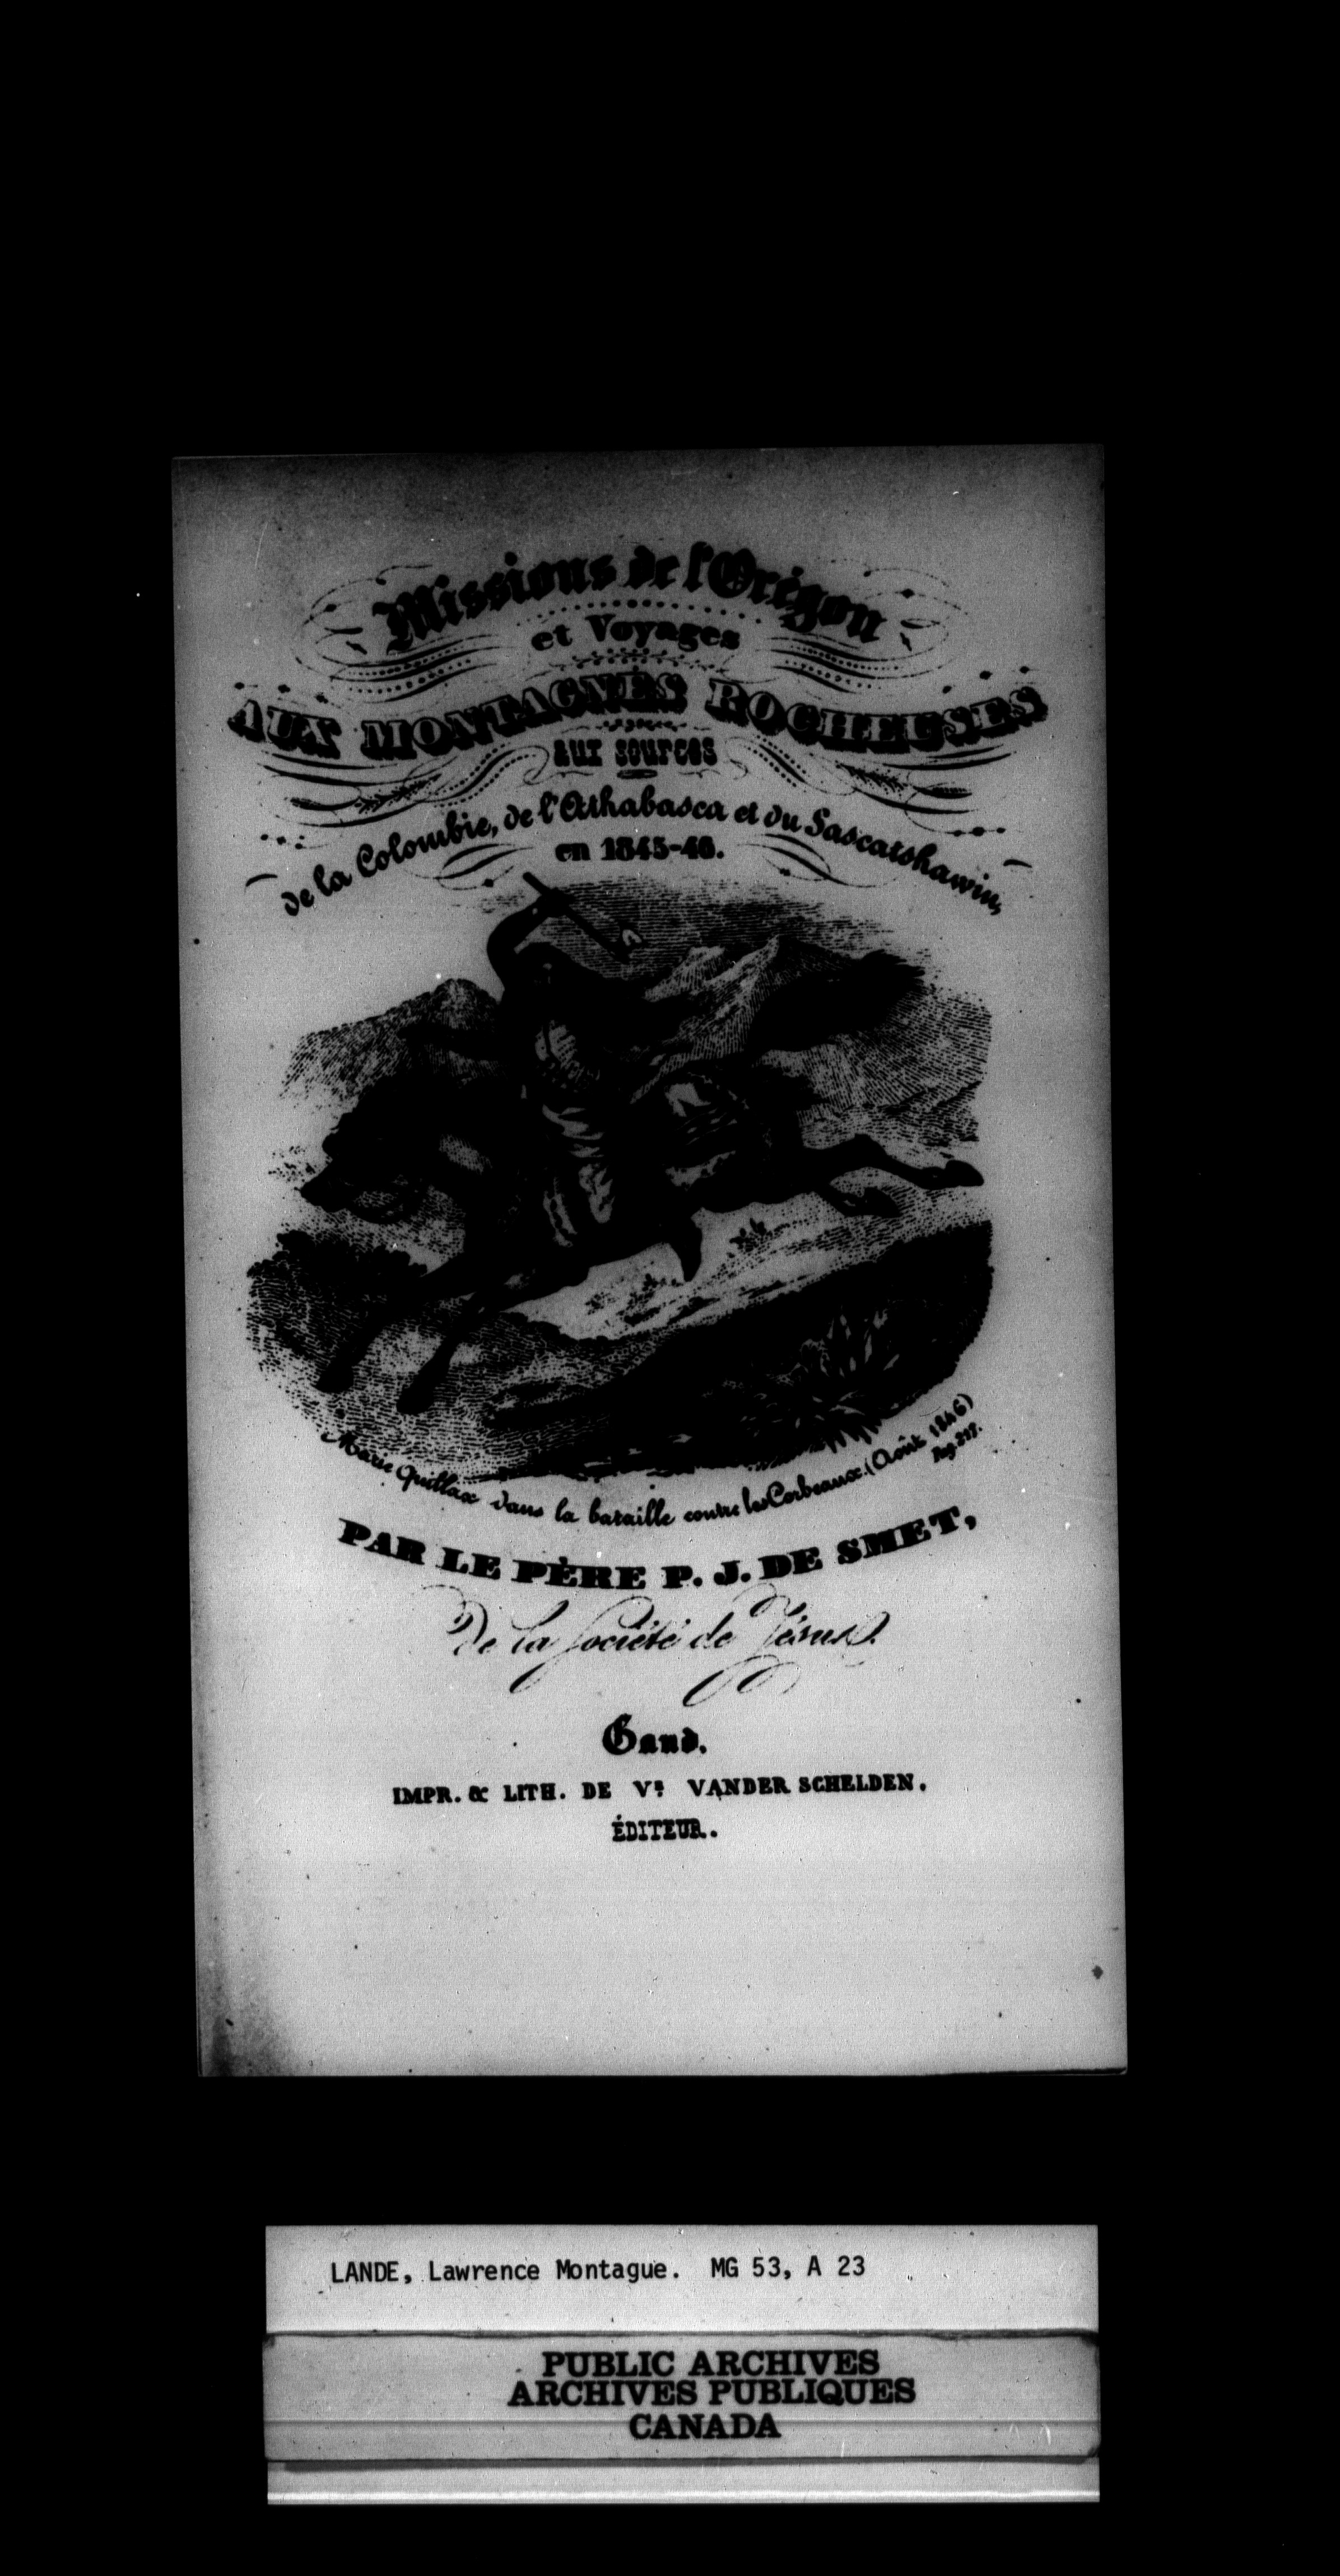 Missions de l'Orégon
et Voyages
AUX MONTAGNES ROCHEUSES
aux sources
de la Colombie, de l'Athabasca et du Sascatshawin,
en 1845-46.
Marie Quillax dans la bataille contre les Corbeaux. (Août 1846)
Pag. 217.
PAR LE PÈRE P. J. DE SMET,
De la Société de Jésus.
Gand.
IMPR. & LITH. DE Ve VANDER SCHELDEN.
ÉDITEUR.
LANDE, Lawrence Montague. MG 53, A 23
PUBLIC ARCHIVES
ARCHIVES PUBLIQUES
CANADA